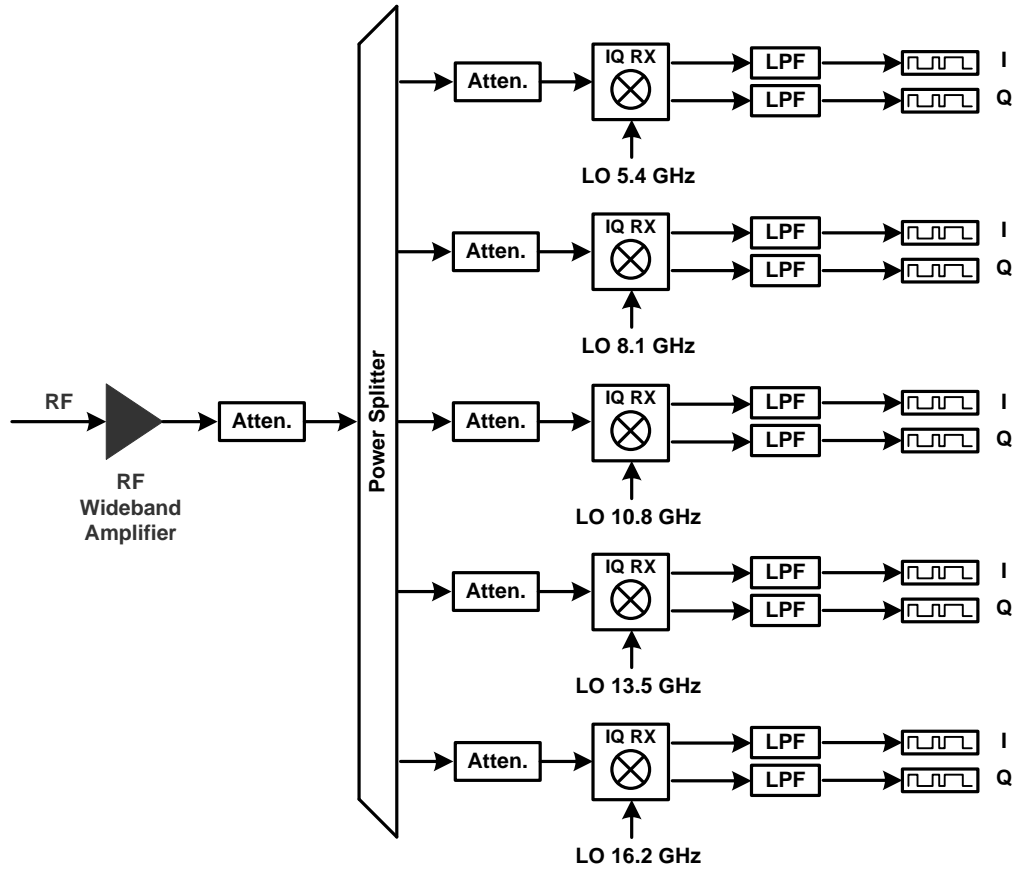 IQ RX
LPF
I
Atten.
LPF
Q
LO 5.4 GHz
IQ RX
LPF
I
Atten.
LPF
Q
LO 8.1 GHz
RF
RF
Wideband
Amplifier
Atten.
Power Splitter
IQ RX
LPF
I
Atten.
LPF
Q
LO 10.8 GHz
IQ RX
LPF
I
Atten.
LPF
Q
LO 13.5 GHz
IQ RX
LPF
I
Atten.
LPF
Q
LO 16.2 GHz